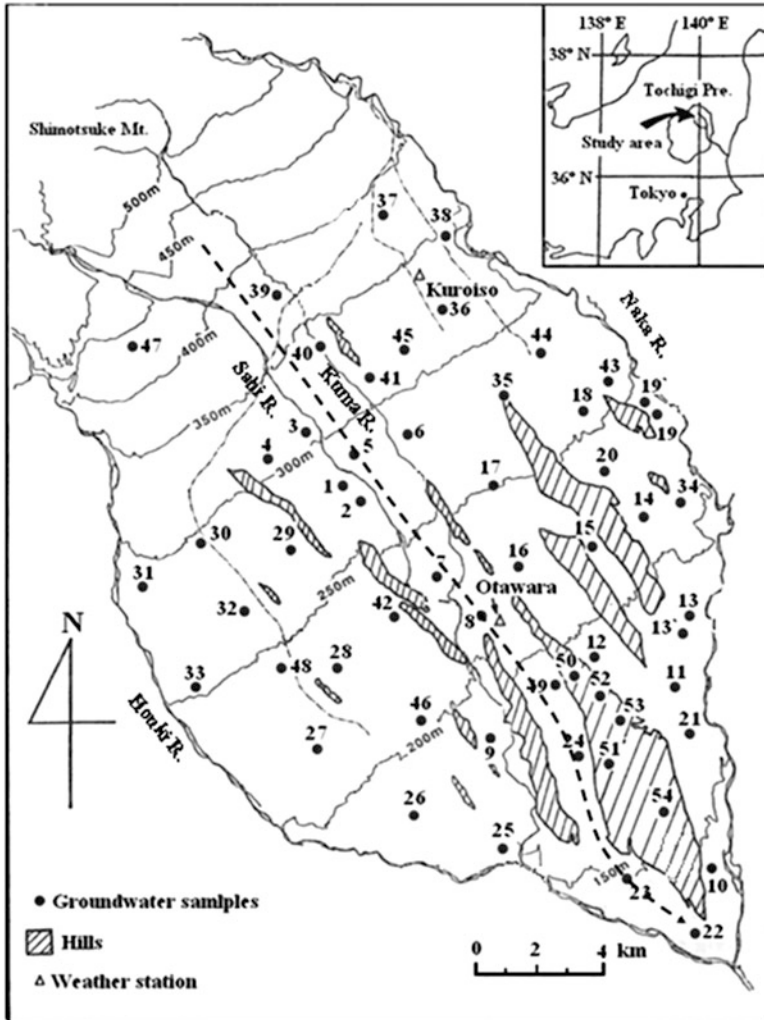 138° E 140° E
38° N
Tochigi Pre.
Study area
36° N
Tokyo
Shimotsuke Mt.
500m
450m
400m
350m
300m
250m
200m
150m
37
38
39
Kuroiso
36
Naka R.
47
40
45
44
43
41
Sabi R.
Kuma R.
35
18
19'
19
3
4
5
6
20
17
1
2
14
34
30
29
15
16
31
7
32
Otawara
42
8
13
13'
12
50
28
48
33
49
52
11
Houki R.
46
53
21
27
9
24
51
54
26
25
10
23
22
N
Groundwater samlples
Hills
Weather station
0 2 4 km